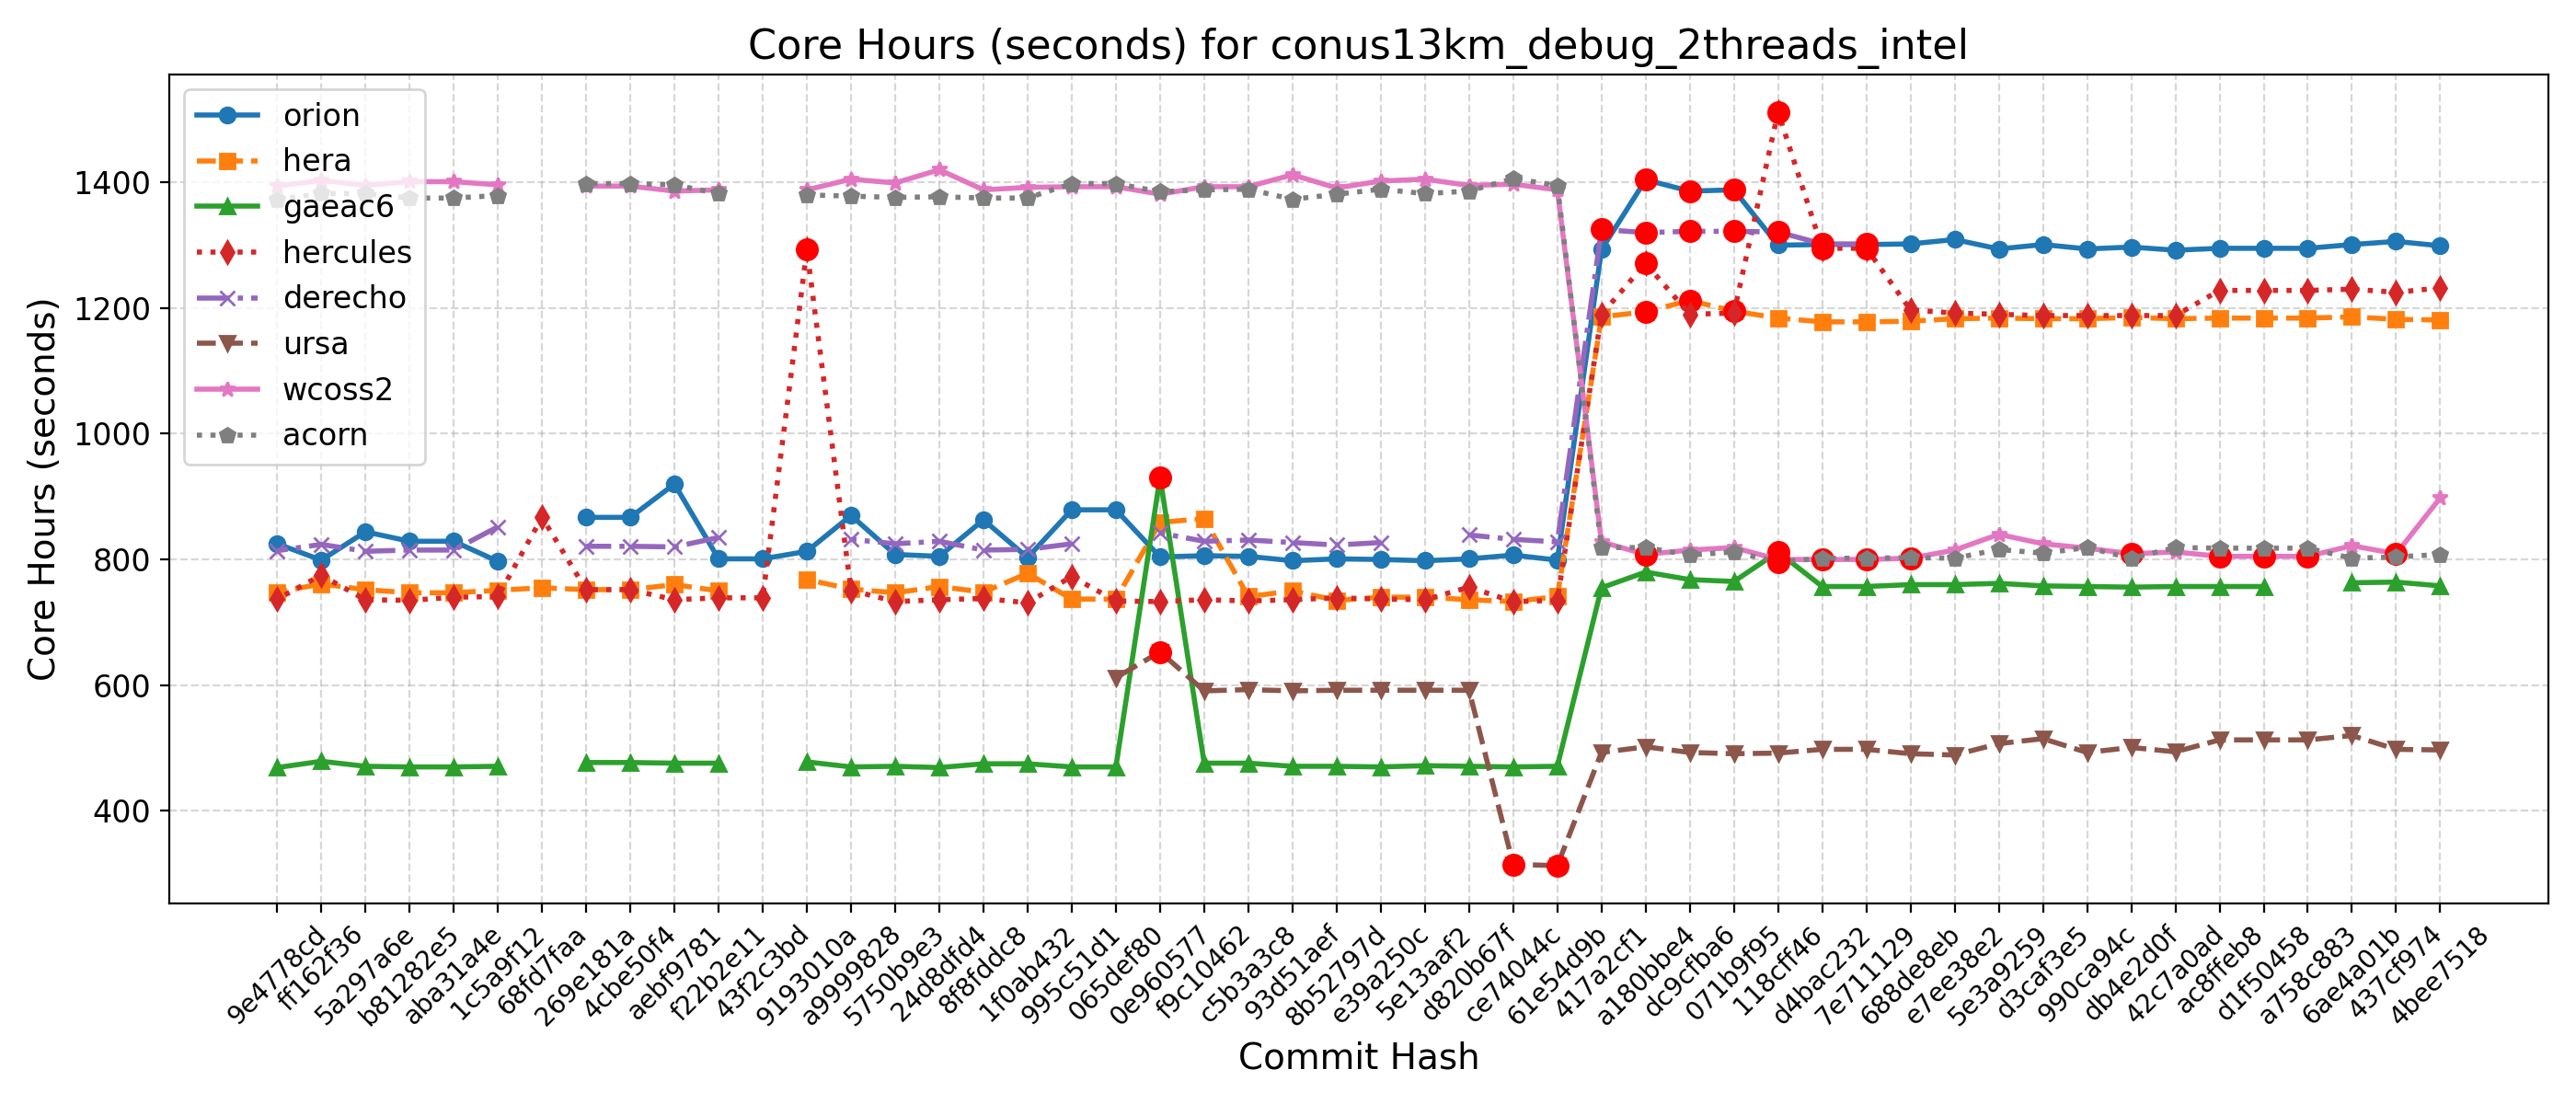 Core Hours (seconds) for conus13km_debug_2threads_intel
orion
hera
gaeac6
hercules
derecho
ursa
wcoss2
acorn
Core Hours (seconds)
1400
1200
1000
800
600
400
9e4778cd
ff162f36
5a297a6e
b81282e5
aba31a4e
1c5a9f12
68fd7faa
269e181a
4cbe50f4
aebf9781
f22b2e11
43f2c3bd
9193010a
a9999828
5750b9e3
24d8dfd4
8f8fddc8
1f0ab432
995c51d1
065def80
0e960577
f9c10462
c5b3a3c8
93d51aef
8b52797d
e39a250c
5e13aaf2
d820b67f
ce74044c
61e54d9b
417a2cf1
a180bbe4
dc9cfba6
071b9f95
118cff46
d4bac232
7e711129
688de8eb
e7ee38e2
5e3a9259
d3caf3e5
990ca94c
db4e2d0f
42c7a0ad
ac8ffeb8
d1f50458
a758c883
6ae4a01b
437cf974
4bee7518
Commit Hash